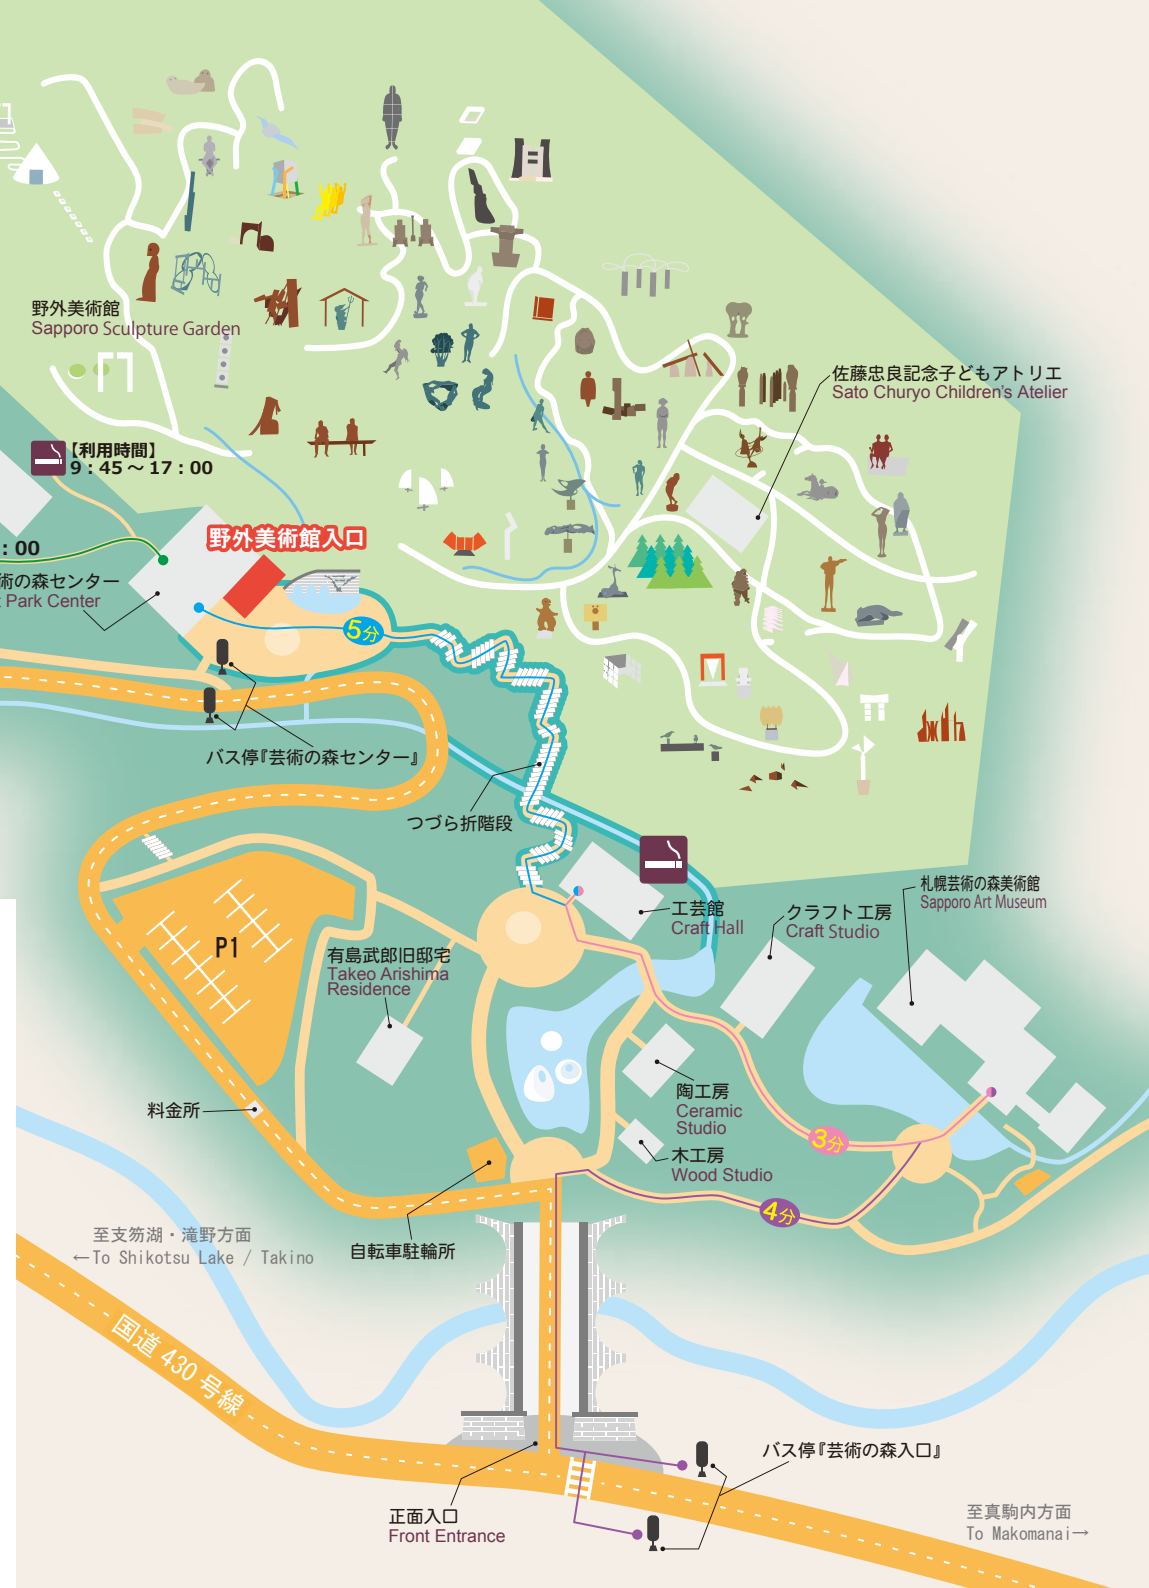 野外美術館
Sapporo Sculpture Garden
佐藤忠良記念子どもアトリエ
Sato Churyo Children's Atelier
【利用時間】
9：45～17：00
野外美術館入口
：00
術の森センター
t Park Center
5分
バス停『芸術の森センター』
つづら折階段
工芸館
Craft Hall
クラフト工房
Craft Studio
札幌芸術の森美術館
Sapporo Art Museum
P1
有島武郎旧邸宅
Takeo Arishima
Residence
陶工房
Ceramic
Studio
料金所
3分
木工房
Wood Studio
4分
至支笏湖・滝野方面
←To Shikotsu Lake / Takino
自転車駐輪所
国道 430 号線
バス停『芸術の森入口』
正面入口
Front Entrance
至真駒内方面
To Makomanai→